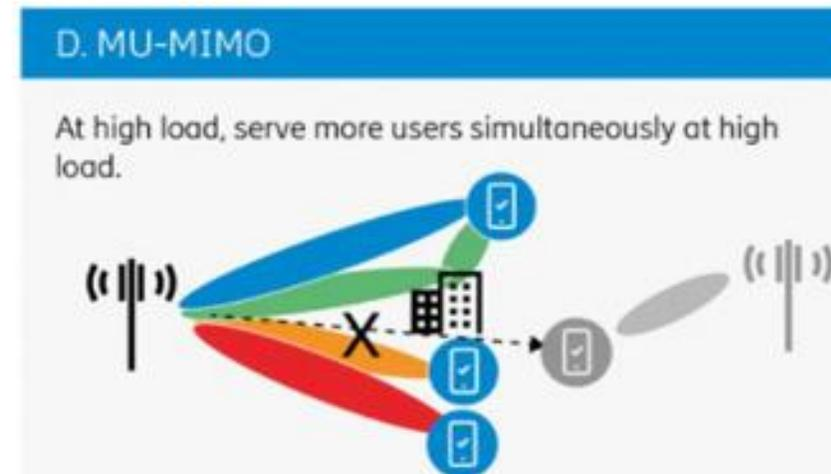 D. MU-MIMO
At high load, serve more users simultaneously at high
load.
X